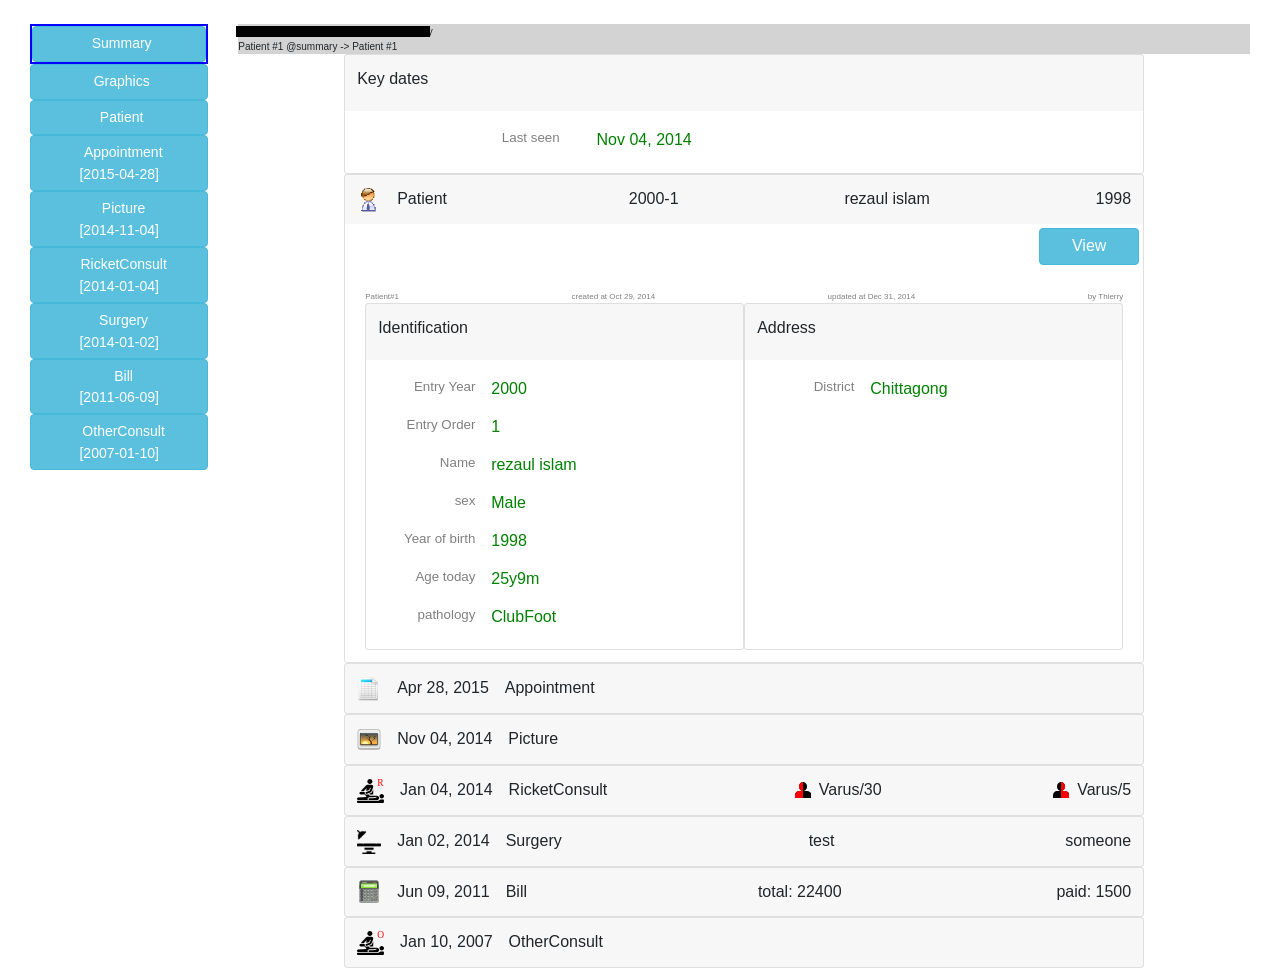 Summary
Graphics
Patient
Appointment
[2015-04-28]
Picture
[2014-11-04]
RicketConsult
[2014-01-04]
Surgery
[2014-01-02]
Bill
[2011-06-09]
OtherConsult
[2007-01-10]
Patient #1 @summary -> Patient #1
Key dates
Last seen Nov 04, 2014
Patient 2000-1 rezaul islam 1998
View
Patient#1 created at Oct 29, 2014 updated at Dec 31, 2014 by Thierry
Identification
Entry Year 2000
Entry Order 1
Name rezaul islam
sex Male
Year of birth 1998
Age today 25y9m
pathology ClubFoot
Address
District Chittagong
Apr 28, 2015 Appointment
Nov 04, 2014 Picture
R Jan 04, 2014 RicketConsult Varus/30 Varus/5
Jan 02, 2014 Surgery test someone
Jun 09, 2011 Bill total: 22400 paid: 1500
O Jan 10, 2007 OtherConsult